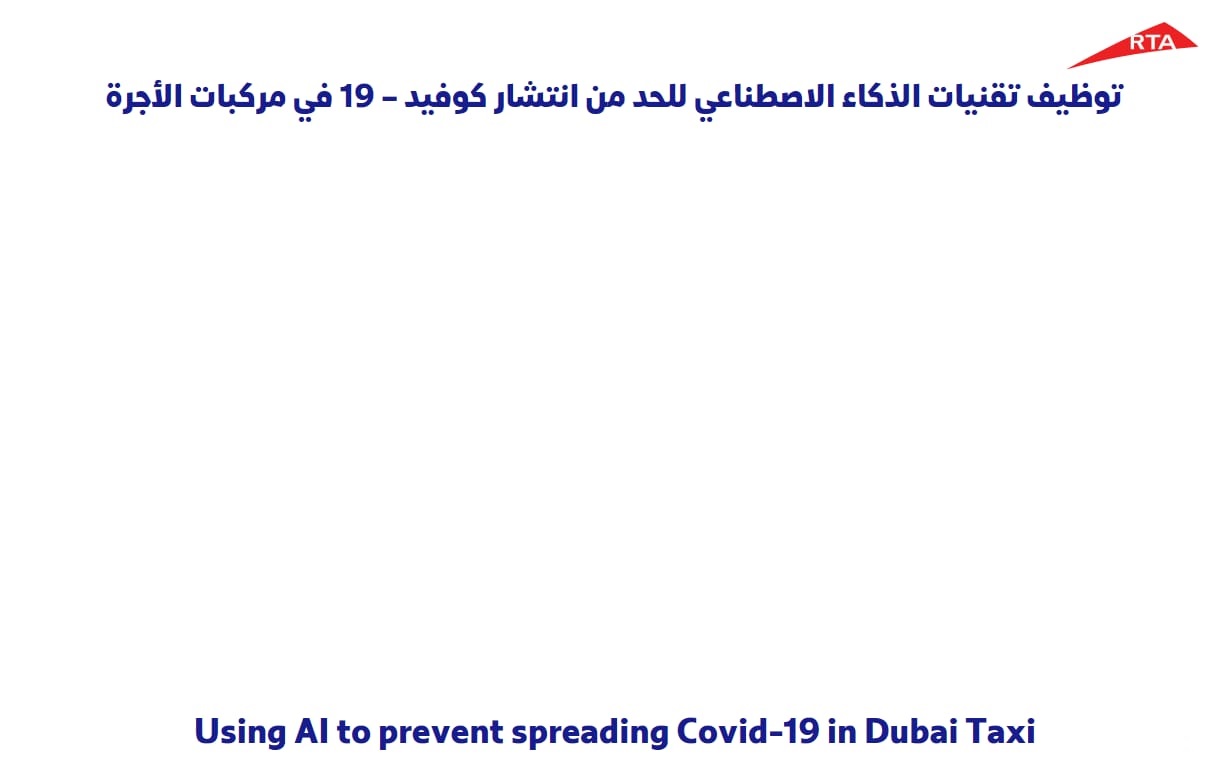 RTA
توظيف تقنيات الذكاء الاصطناعي للحد من انتشار كوفيد – 19 في مركبات الأجرة
Using AI to prevent spreading Covid-19 in Dubai Taxi